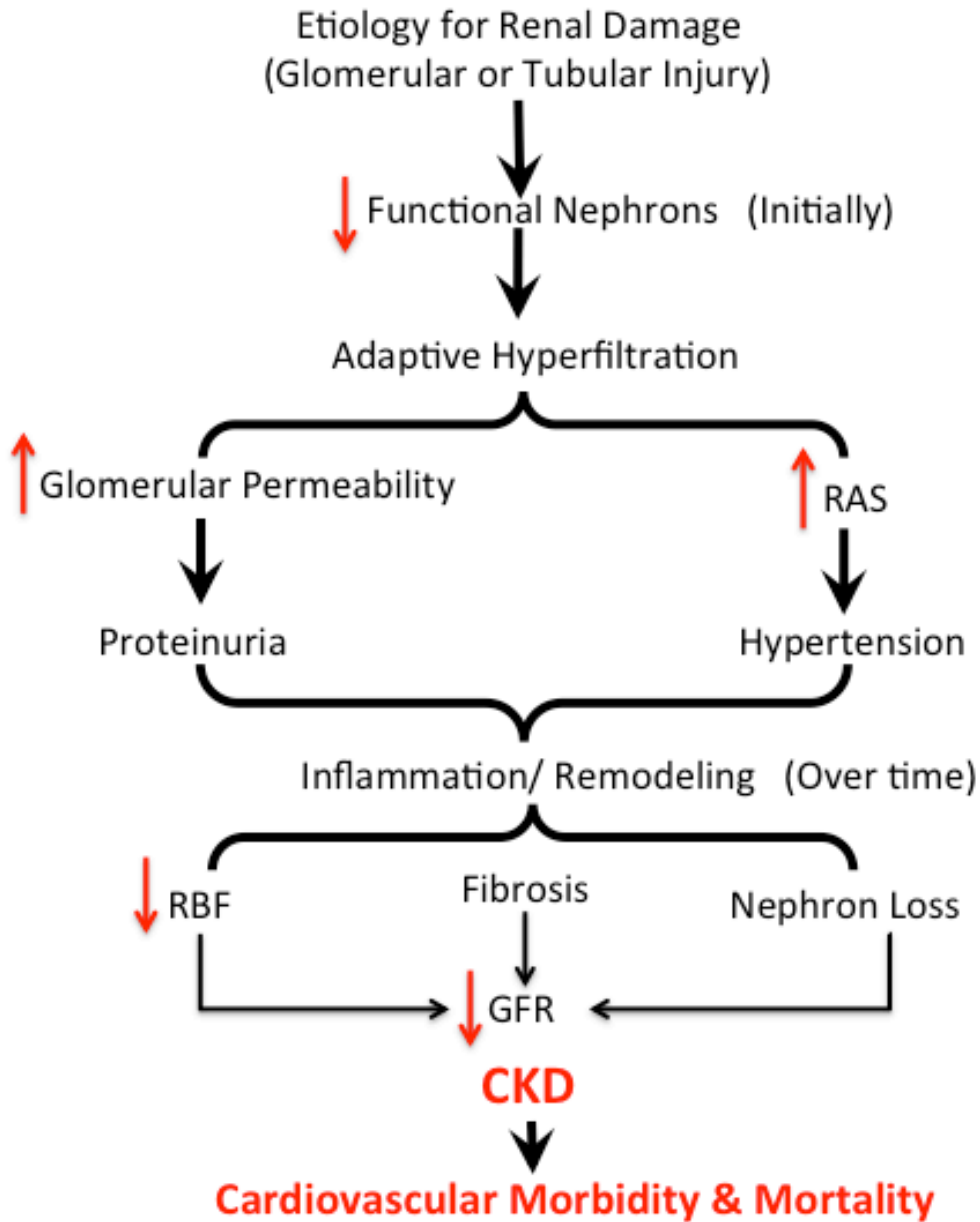 Etiology for Renal Damage
(Glomerular or Tubular Injury)
Functional Nephrons (Initially)
Adaptive Hyperfiltration
Glomerular Permeability
RAS
Proteinuria
Hypertension
Inflammation/ Remodeling (Over time)
RBF
Fibrosis
Nephron Loss
GFR
CKD
Cardiovascular Morbidity & Mortality